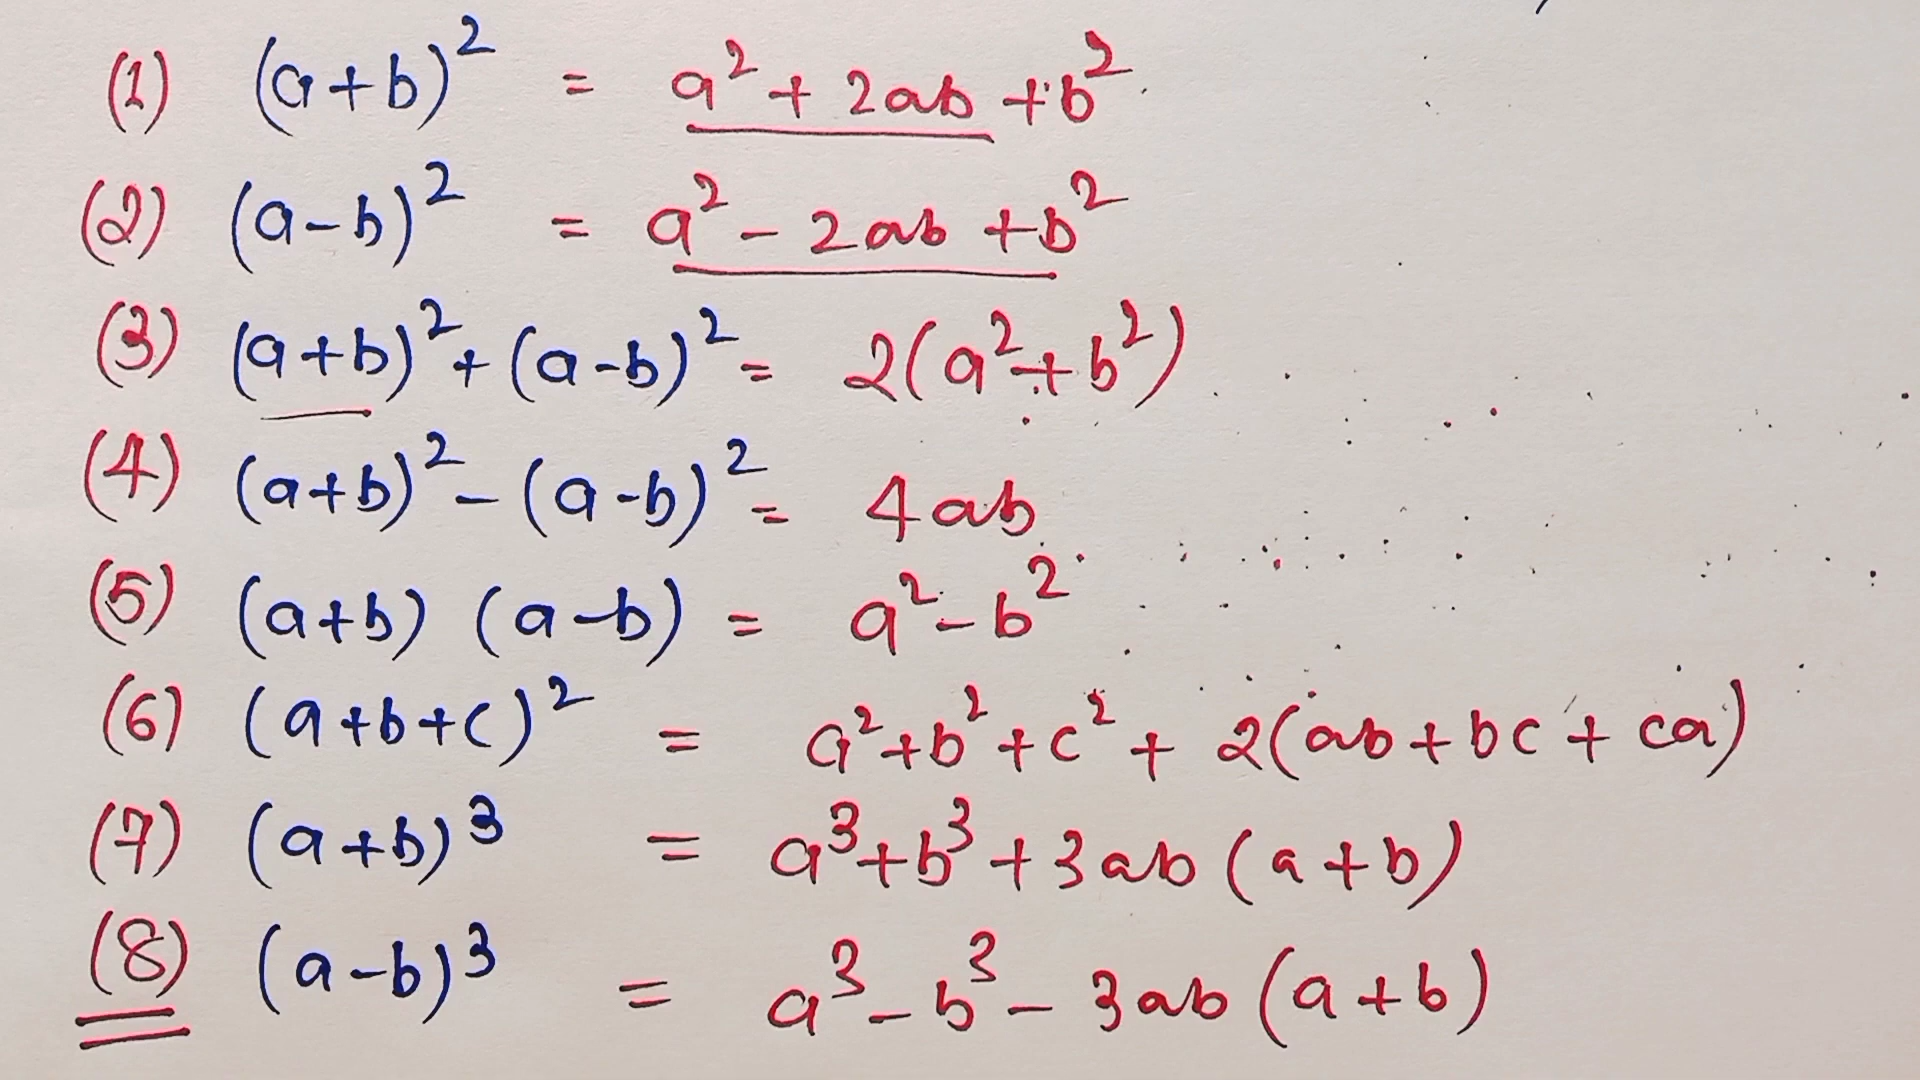 (1) (a+b)² = a² + 2ab + b²
(2) (a-b)² = a² - 2ab + b²
(3) (a+b)² + (a-b)² = 2(a² + b²)
(4) (a+b)² - (a-b)² = 4ab
(5) (a+b) (a-b) = a² - b²
(6) (a+b+c)² = a² + b² + c² + 2(ab + bc + ca)
(7) (a+b)³ = a³ + b³ + 3ab (a+b)
(8) (a-b)³ = a³ - b³ - 3ab (a+b)